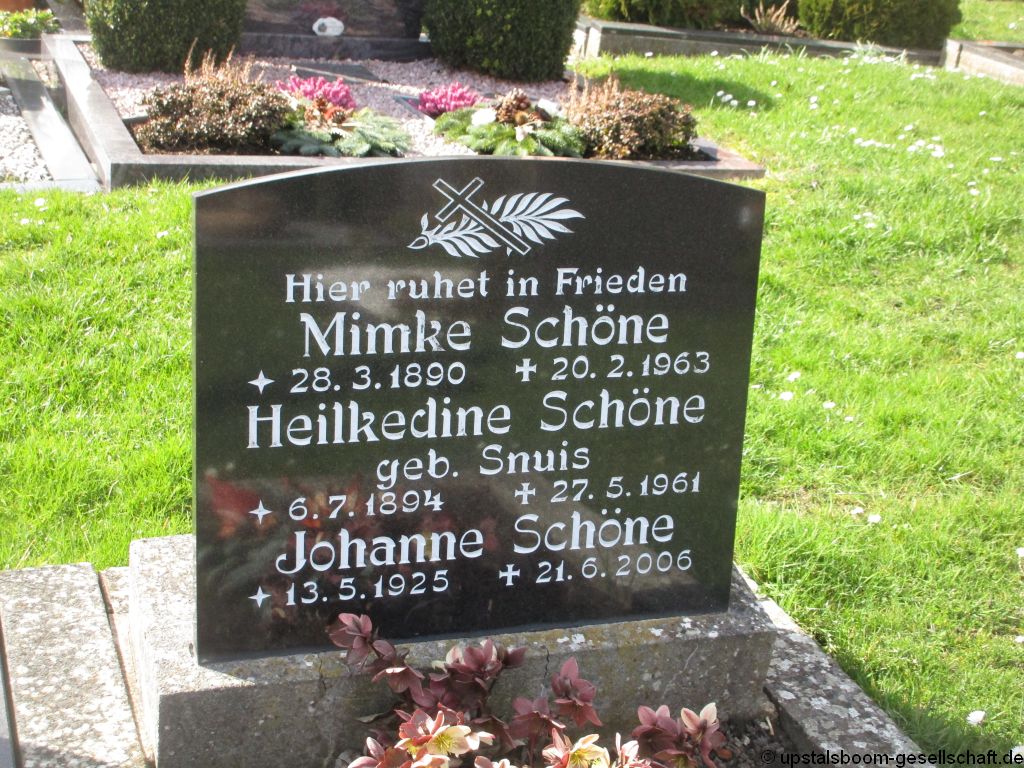 Hier ruhet in Frieden
Mimke Schöne
✦ 28. 3. 1890 ✝ 20. 2. 1963
Heilkedine Schöne
geb. Snuis
✦ 6. 7. 1894 ✝ 27. 5. 1961
Johanne Schöne
✦ 13. 5. 1925 ✝ 21. 6. 2006
© upstalsboom-gesellschaft.de